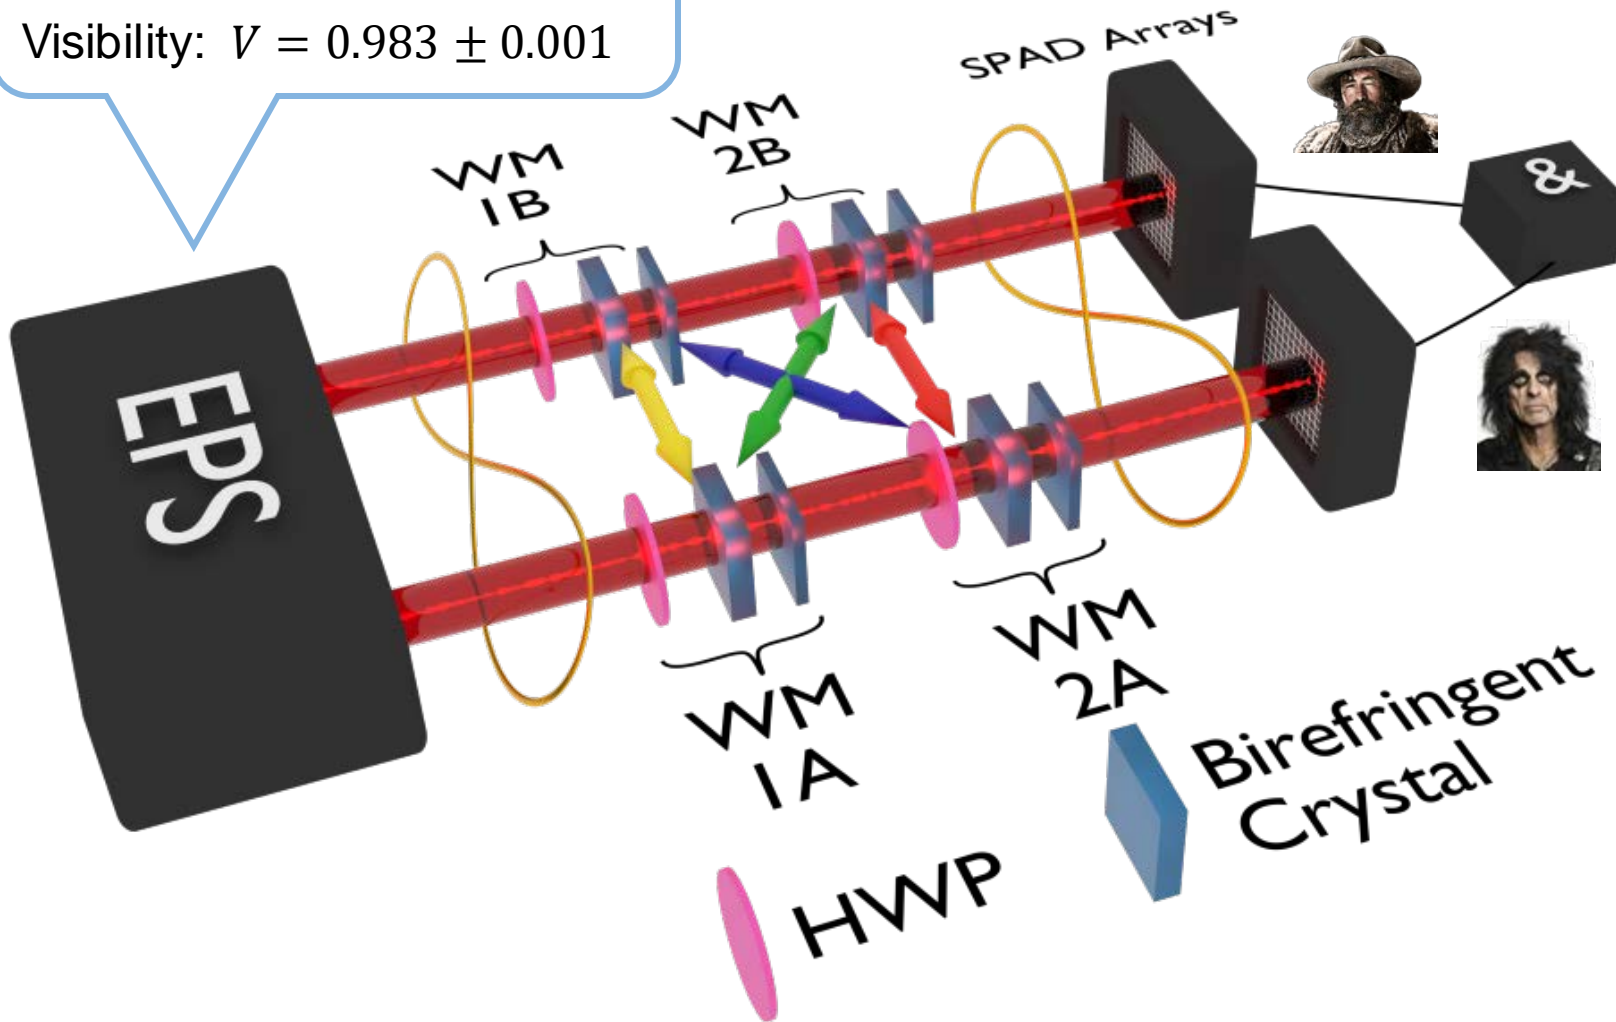 Visibility: V = 0.983 ± 0.001
SPAD Arrays
WM
2B
WM
1B
&
EPS
WM
2A
WM
1A
Birefringent
Crystal
HWP